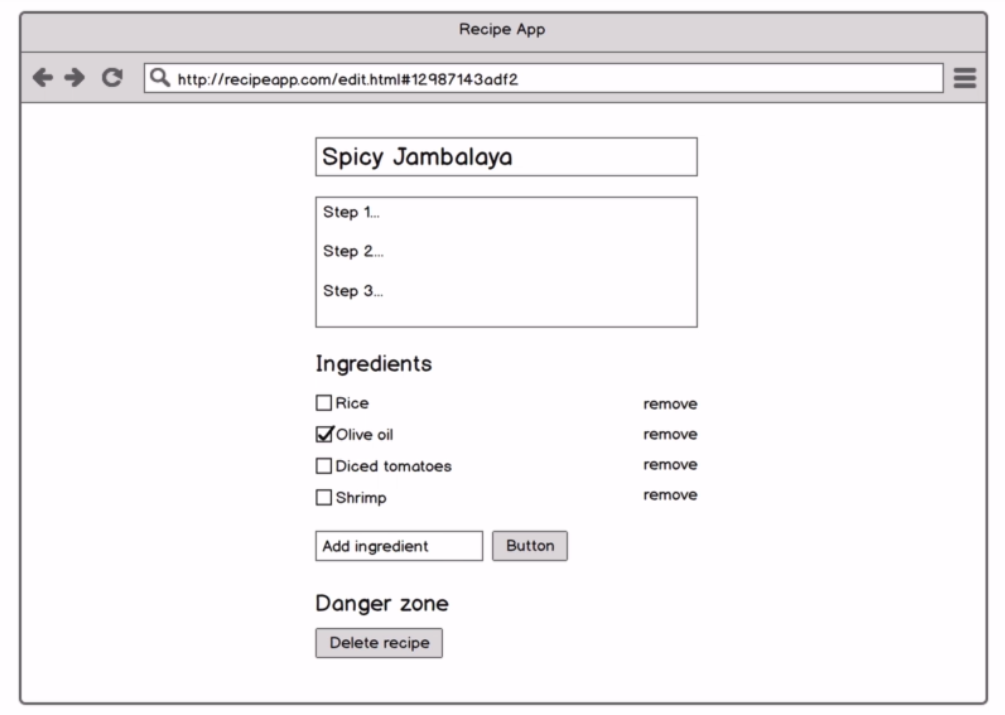 Recipe App
http://recipeapp.com/edit.html#12987143adf2
Spicy Jambalaya
Step 1...
Step 2...
Step 3...
Ingredients
Rice remove
Olive oil remove
Diced tomatoes remove
Shrimp remove
Add ingredient Button
Danger zone
Delete recipe